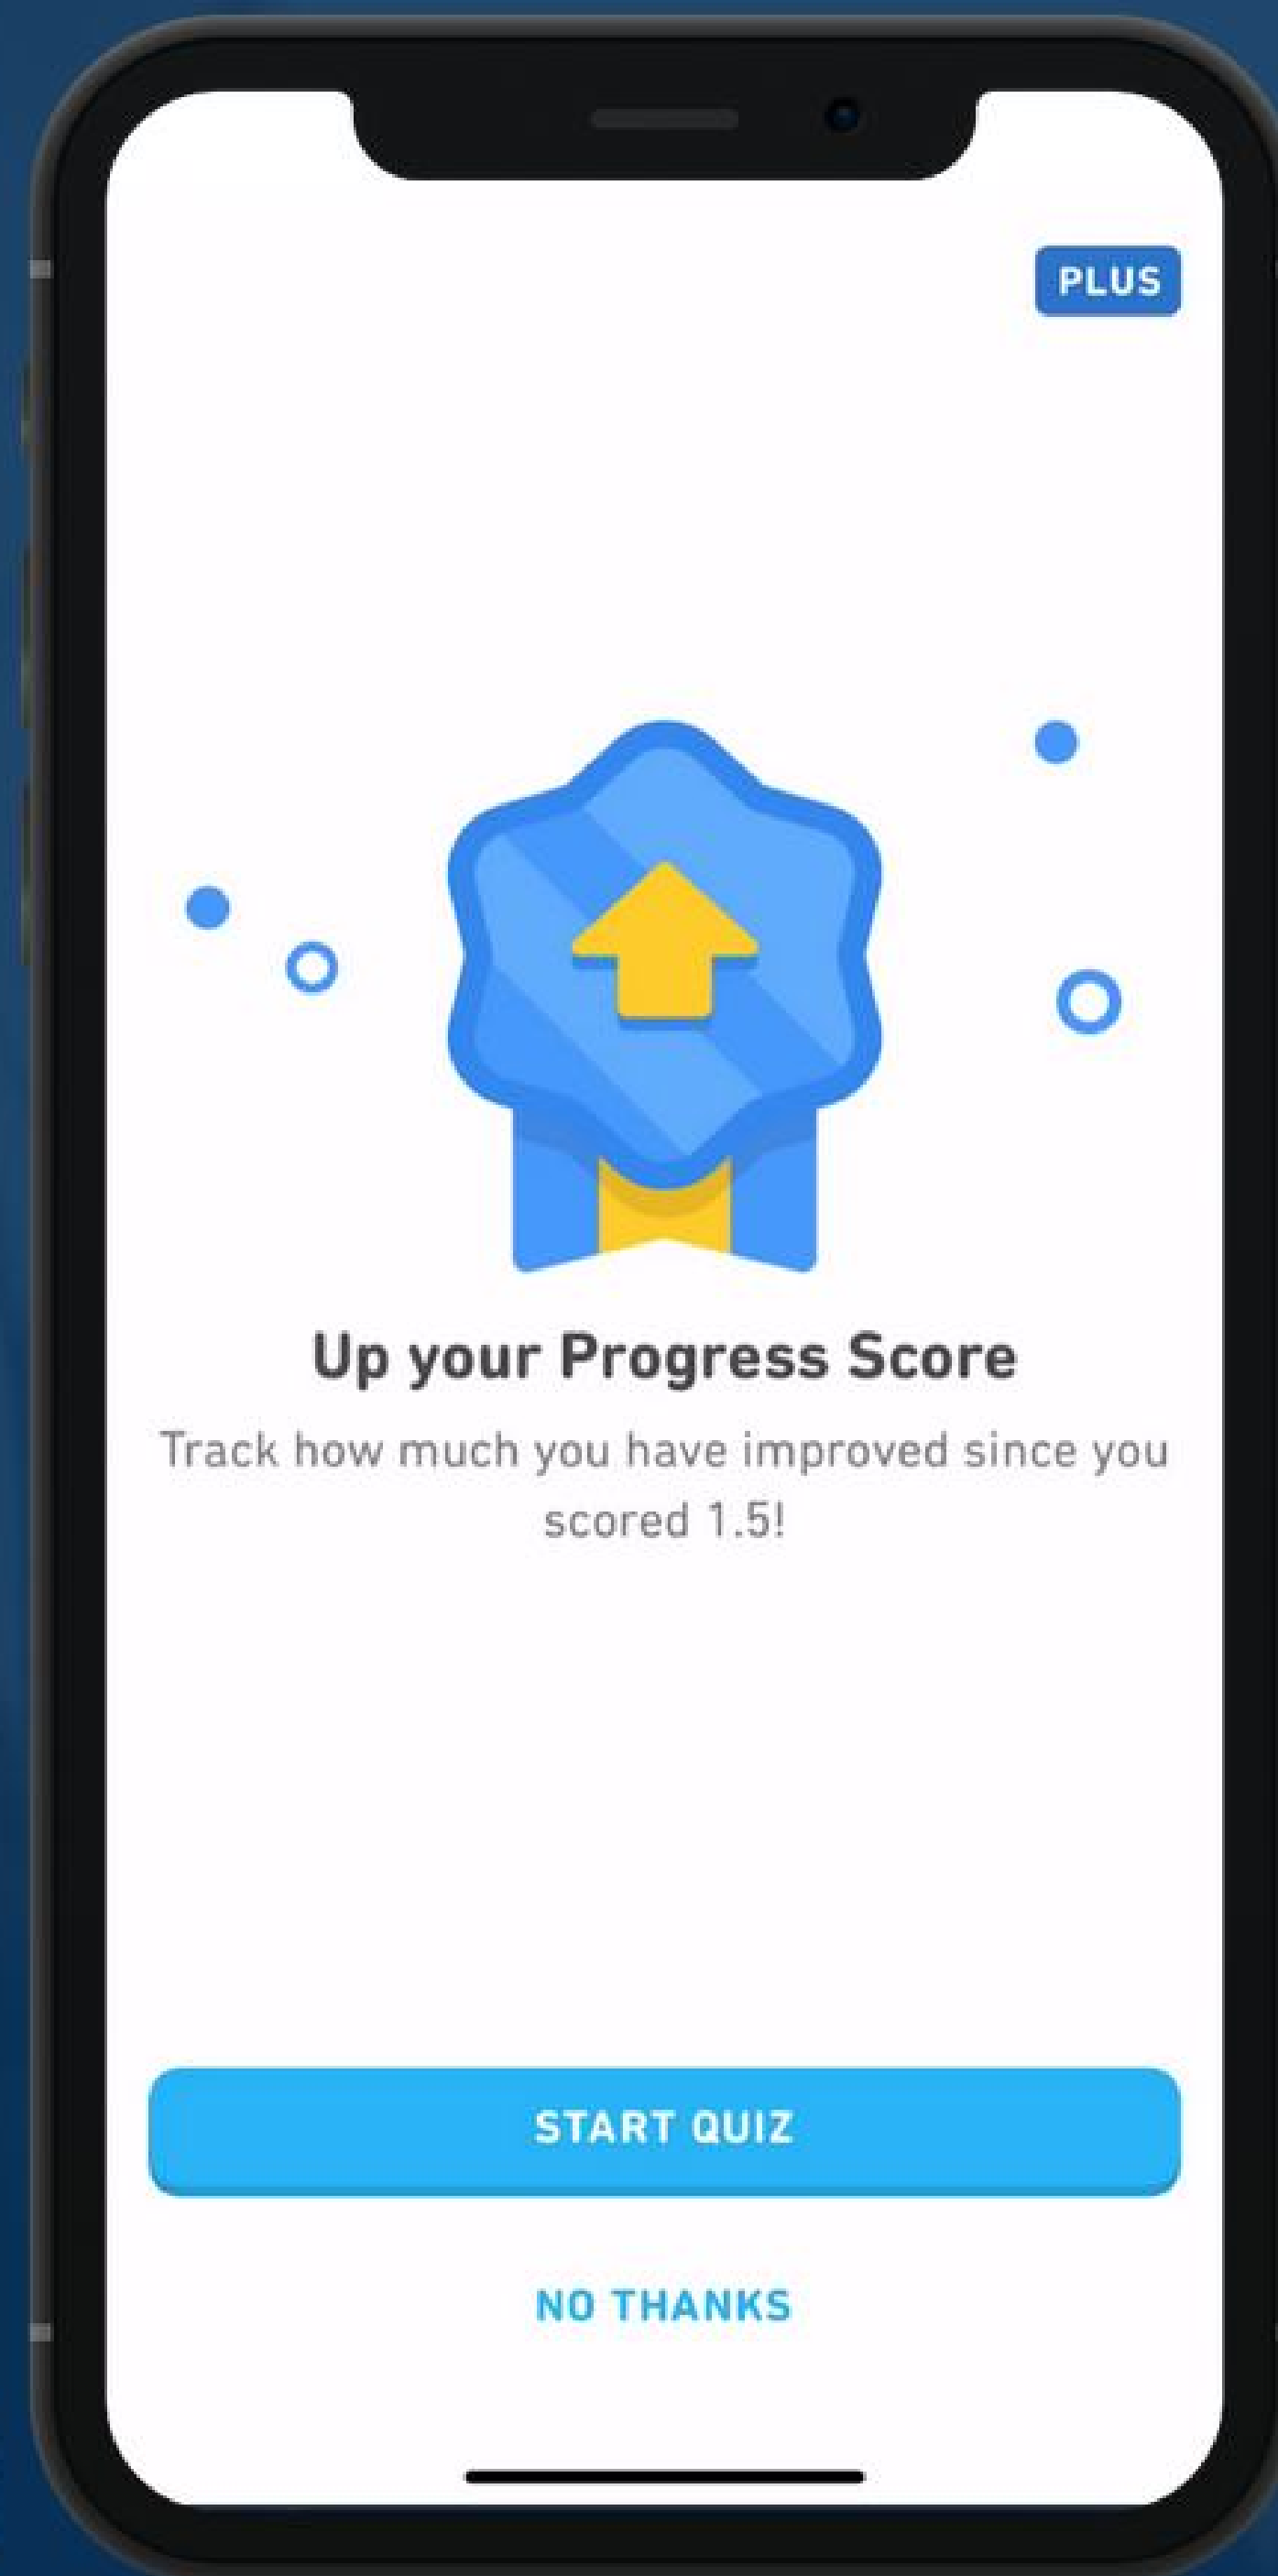 PLUS
Up your Progress Score
Track how much you have improved since you
scored 1.5!
START QUIZ
NO THANKS